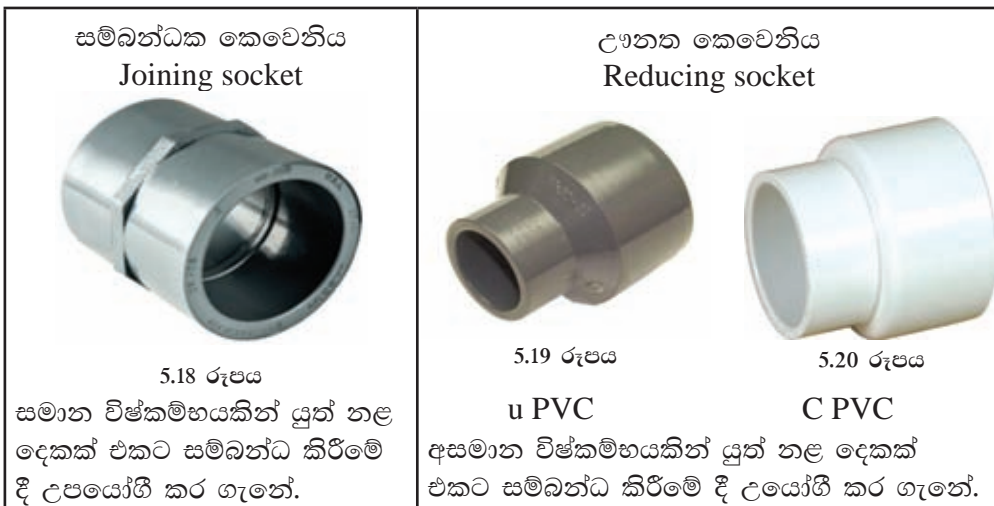 සම්බන්ධක කෙවෙනිය
Joining socket
5.18 රූපය
සමාන විෂ්කම්භයකින් යුත් නළ
දෙකක් එකට සම්බන්ධ කිරීමේ
දී උපයෝගී කර ගැනේ.
ඌනත කෙවෙනිය
Reducing socket
5.19 රූපය
5.20 රූපය
u PVC
C PVC
අසමාන විෂ්කම්භයකින් යුත් නළ දෙකක්
එකට සම්බන්ධ කිරීමේ දී උයෝගී කර ගැනේ.